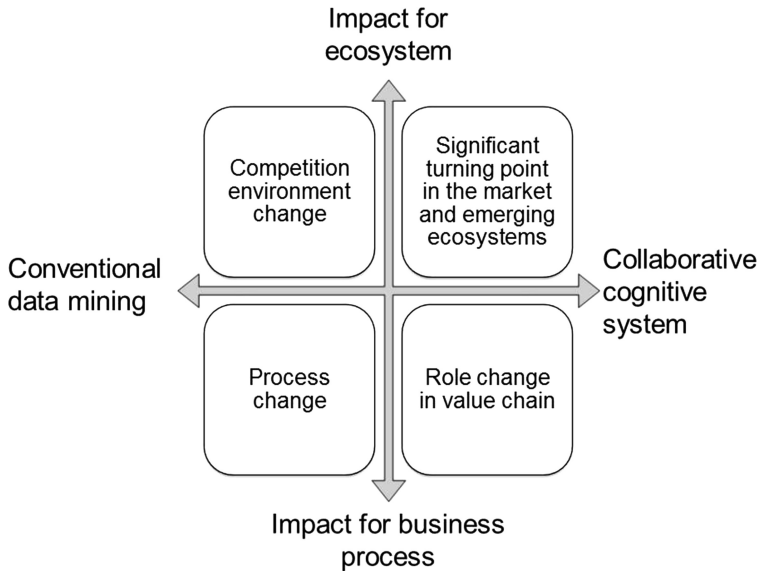 Impact for
ecosystem
Competition
environment
change
Significant
turning point
in the market
and emerging
ecosystems
Conventional
data mining
Collaborative
cognitive
system
Process
change
Role change
in value chain
Impact for business
process